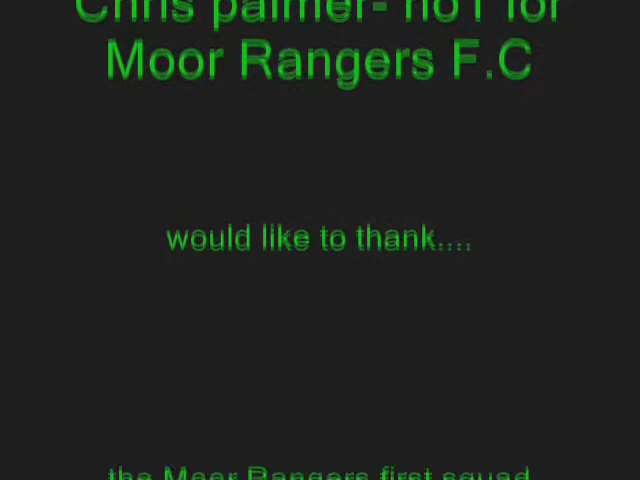 Chris palmer- no1 for
Moor Rangers F.C
would like to thank....
the Moor Rangers first squad